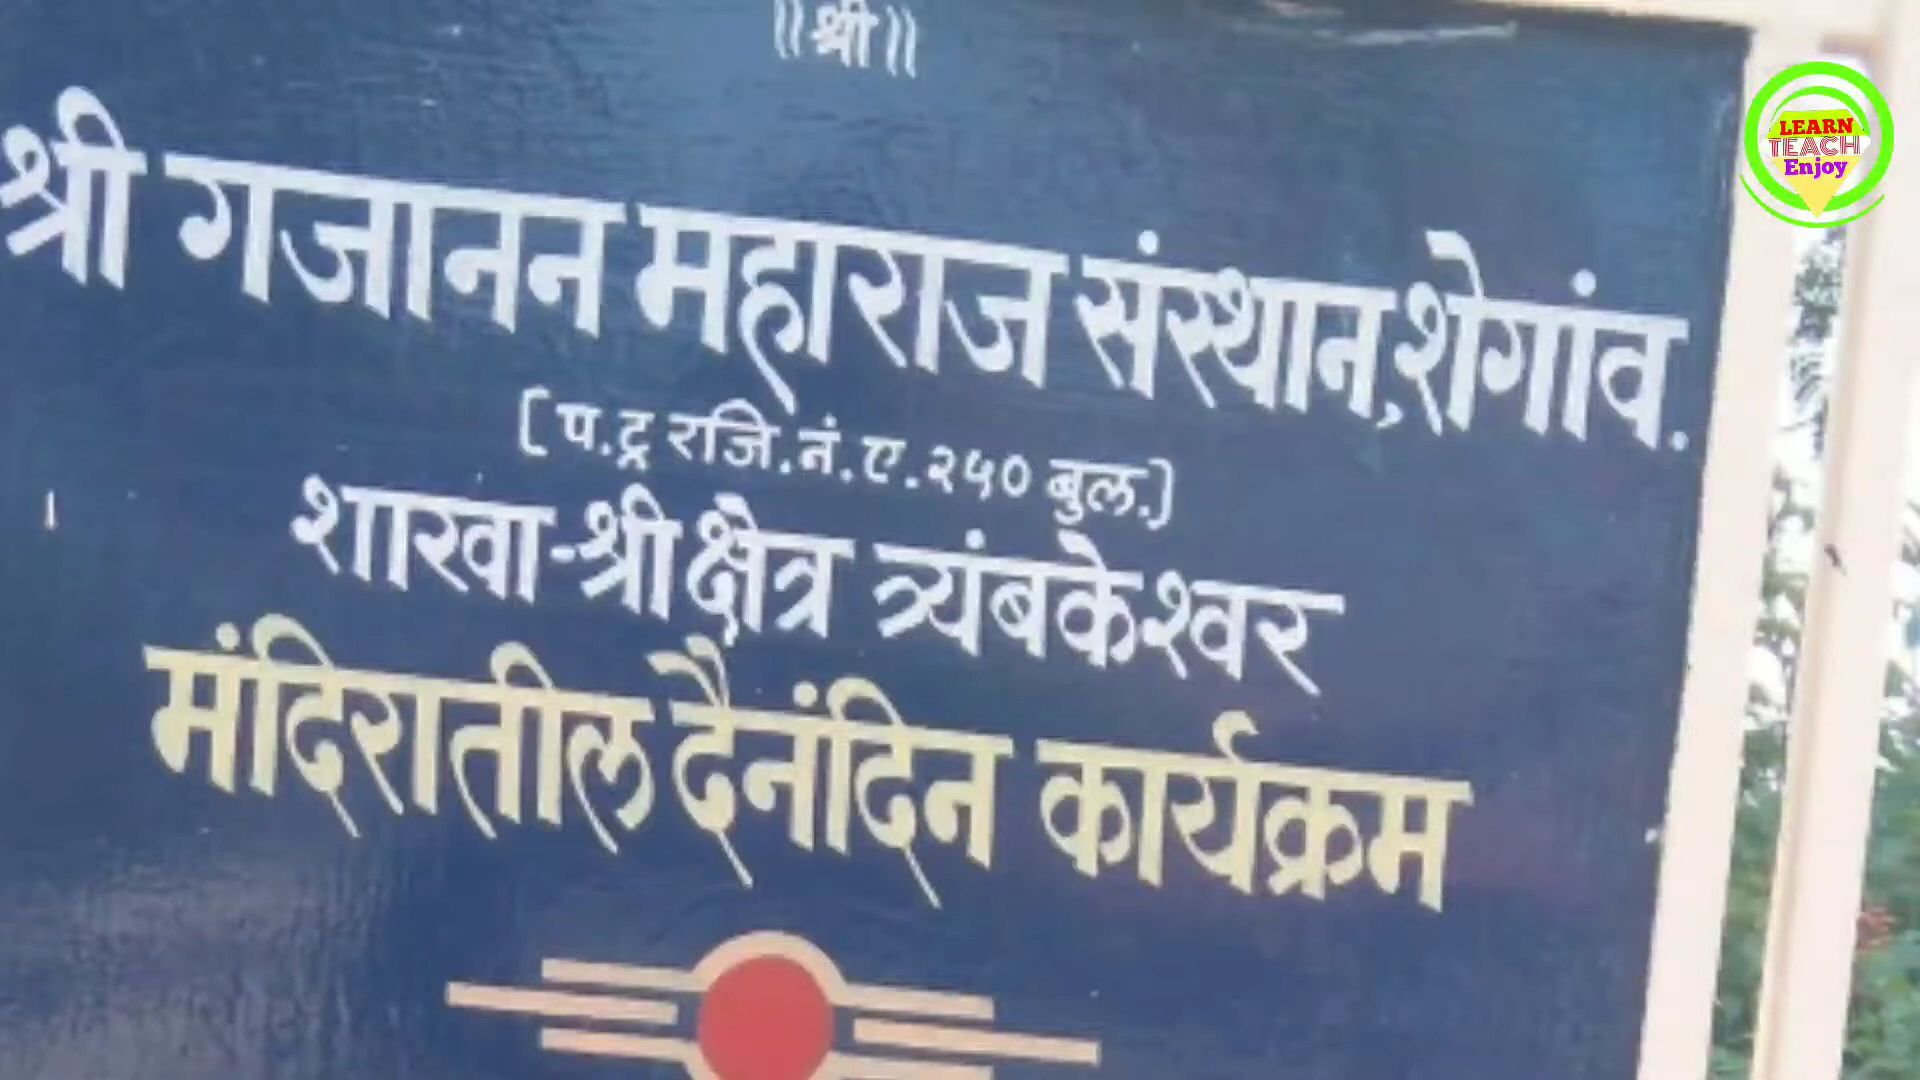 ॥श्री॥
श्री गजानन महाराज संस्थान,शेगांव.
(प.ट्र रजि.नं.ए.२५० बुल.)
शाखा-श्री क्षेत्र त्र्यंबकेश्वर
मंदिरातील दैनंदिन कार्यक्रम
LEARN
TEACH
Enjoy